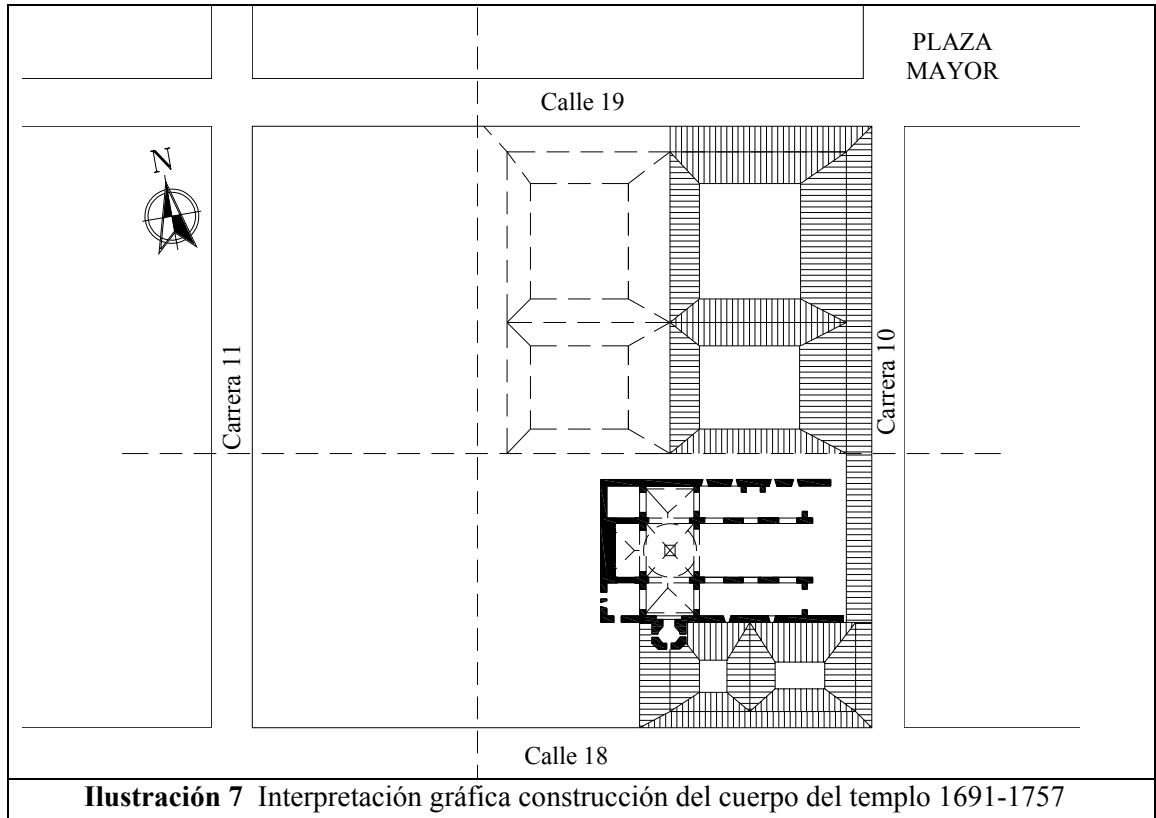 PLAZA
MAYOR
Calle 19
N
Carrera 11
Carrera 10
Calle 18
Ilustración 7 Interpretación gráfica construcción del cuerpo del templo 1691-1757